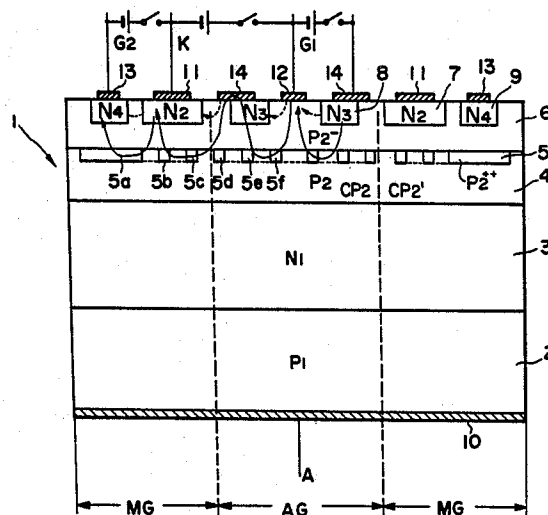 G2 K G1
13 11 14 12 14 8 11 7 13 9
1 N4 N2 N3 N3 N2 N4 6
P2-
5a 5b 5c 5d 5e 5f P2 CP2 CP2' P2++ 5
4
N1 3
P1 2
10
A
MG AG MG